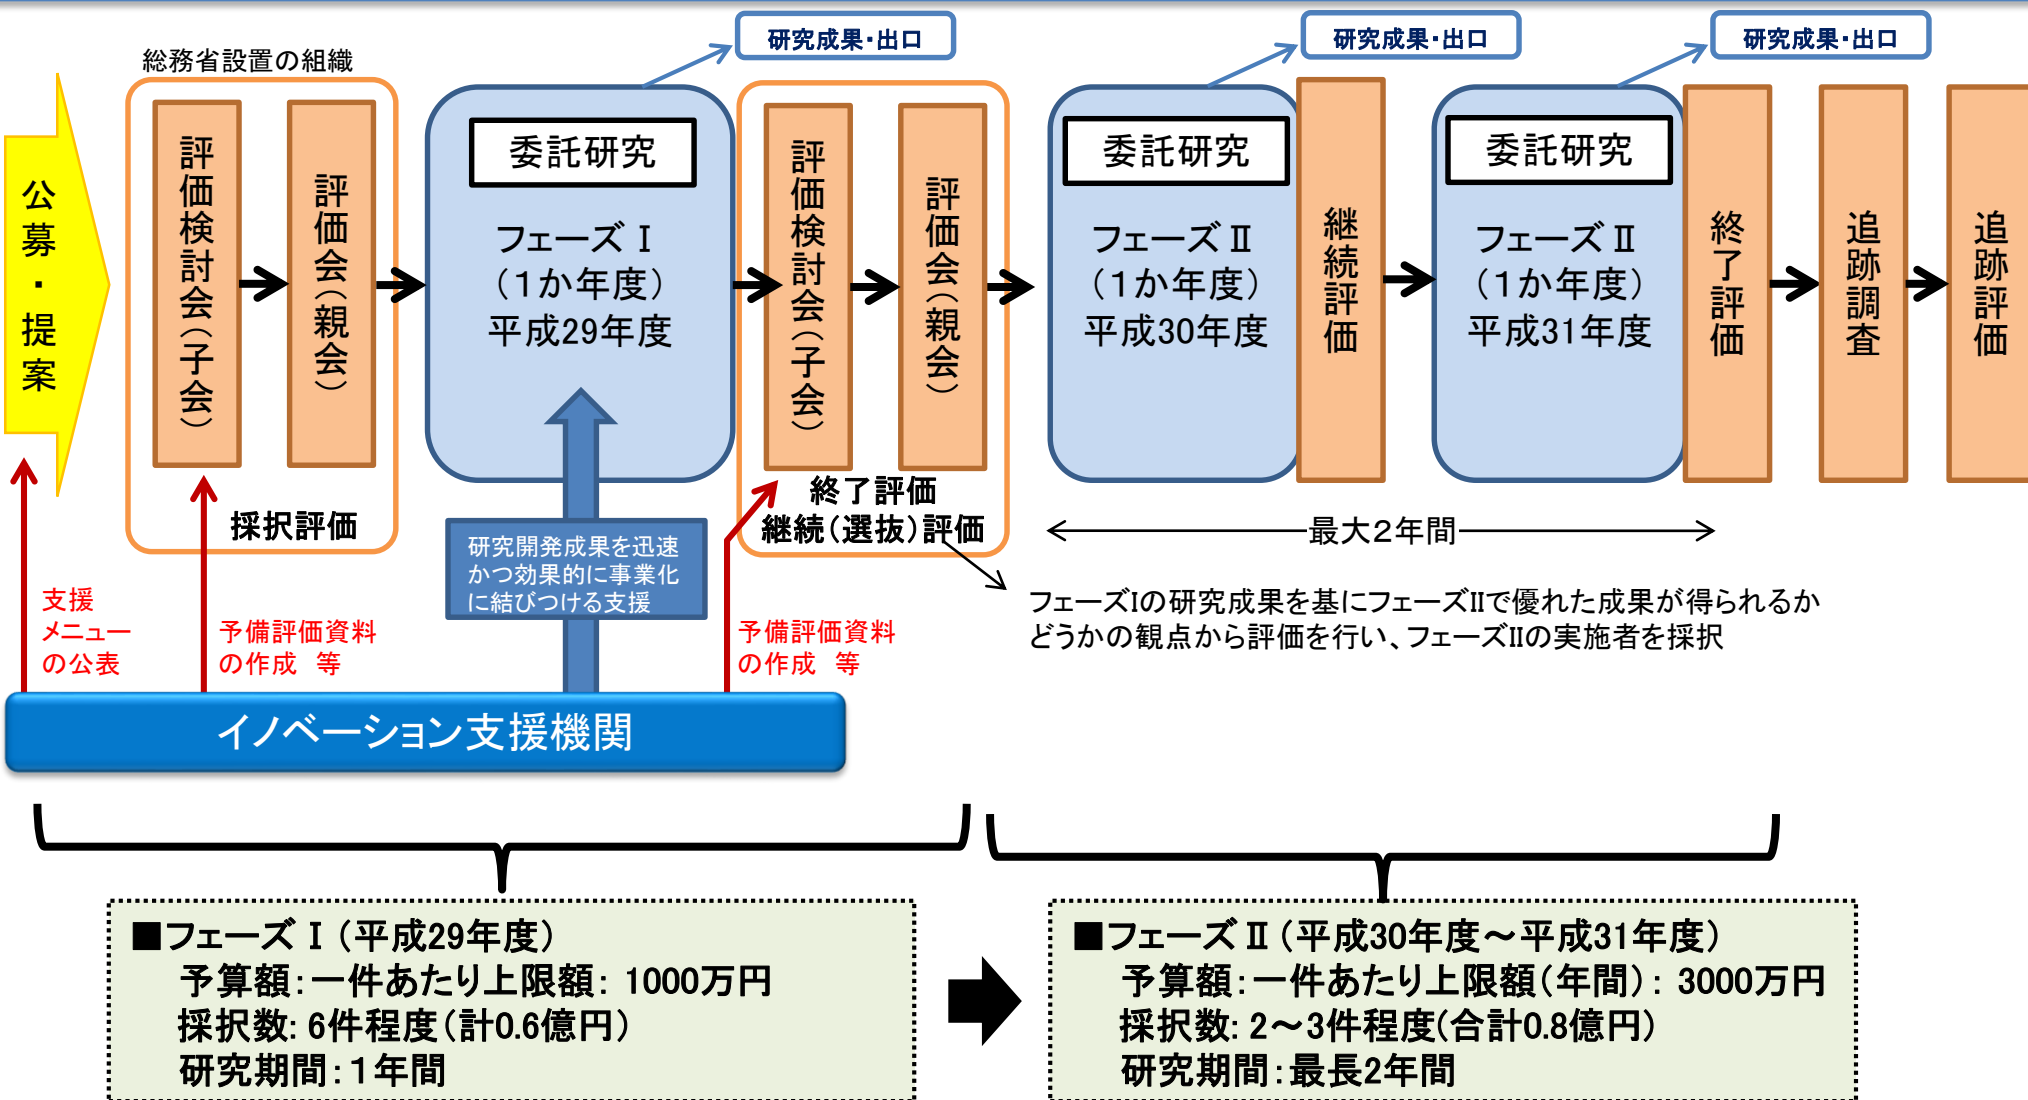 研究成果・出口
研究成果・出口
研究成果・出口
総務省設置の組織
公募・提案
評価検討会（子会）
評価会（親会）
採択評価
委託研究
フェーズⅠ
（1か年度）
平成29年度
評価検討会（子会）
評価会（親会）
終了評価
継続（選抜）評価
委託研究
フェーズⅡ
（1か年度）
平成30年度
継続評価
委託研究
フェーズⅡ
（1か年度）
平成31年度
終了評価
追跡調査
追跡評価
最大2年間
フェーズIの研究成果を基にフェーズIIで優れた成果が得られるか
どうかの観点から評価を行い、フェーズIIの実施者を採択
研究開発成果を迅速
かつ効果的に事業化
に結びつける支援
支援
メニュー
の公表
予備評価資料
の作成 等
予備評価資料
の作成 等
イノベーション支援機関
■フェーズⅠ（平成29年度）
予算額：一件あたり上限額： 1000万円
採択数： 6件程度（計0.6億円）
研究期間：1年間
■フェーズⅡ（平成30年度～平成31年度）
予算額：一件あたり上限額（年間）： 3000万円
採択数： 2～3件程度(合計0.8億円）
研究期間：最長2年間